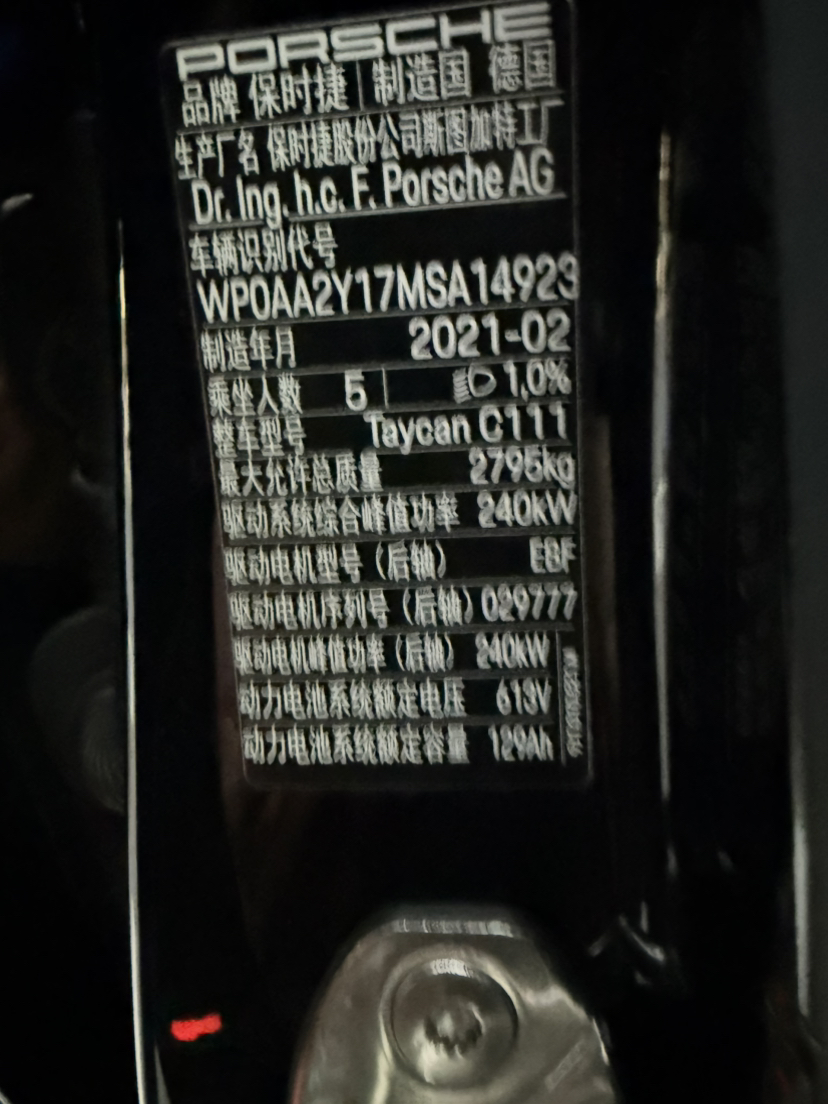 PORSCHE
品牌 保时捷 制造国 德国
生产厂名 保时捷股份公司斯图加特工厂
Dr. Ing. h.c. F. Porsche AG
车辆识别代号
WP0AA2Y17MSA14923
制造年月 2021-02
乘坐人数 5 1,0%
整车型号 Taycan C111
最大允许总质量 2795kg
驱动系统综合峰值功率 240kW
驱动电机型号 (后轴) EBF
驱动电机序列号 (后轴) 029777
驱动电机峰值功率 (后轴) 240kW
动力电池系统额定电压 613V
动力电池系统额定容量 129Ah